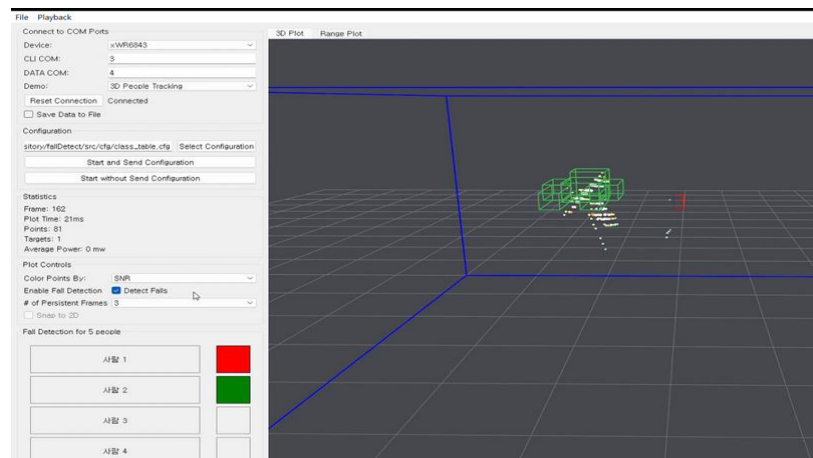 File Playback
Connect to COM Ports
Device: xWR6843
CLI COM: 3
DATA COM: 4
Demo: 3D People Tracking
Reset Connection Connected
Save Data to File
Configuration
sitory/fallDetect/src/cfg/class_table.cfg Select Configuration
Start and Send Configuration
Start without Send Configuration
Statistics
Frame: 162
Plot Time: 21ms
Points: 81
Targets: 1
Average Power: 0 mw
Plot Controls
Color Points By: SNR
Enable Fall Detection Detect Falls
# of Persistent Frames 3
Snap to 2D
Fall Detection for 5 people
사람 1
사람 2
사람 3
사람 4
3D Plot Range Plot